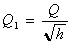 Q₁ = Q / √h